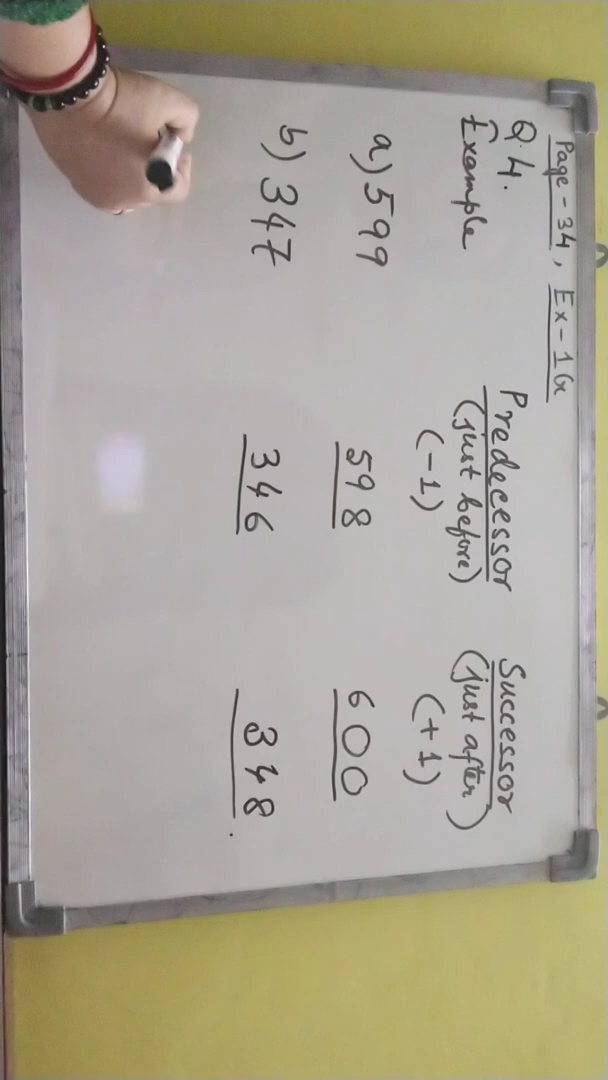 Page - 34, Ex - 1G
Q.4. Predecessor Successor
Example (just before) (just after)
(-1) (+1)
a) 599 598 600
b) 347 346 348.